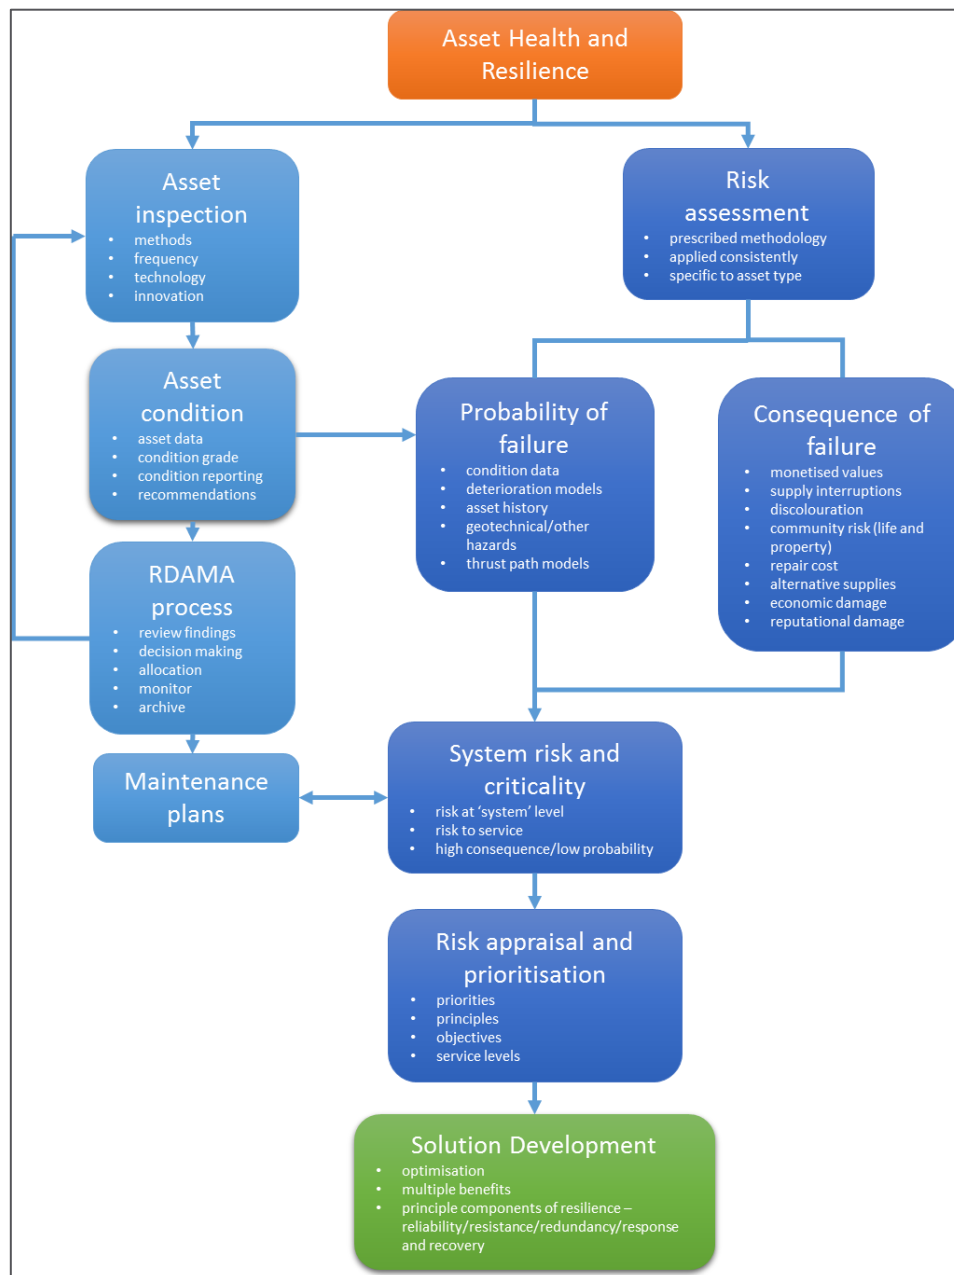 Asset Health and
Resilience
Asset
inspection
• methods
• frequency
• technology
• innovation
Risk
assessment
• prescribed methodology
• applied consistently
• specific to asset type
Asset
condition
• asset data
• condition grade
• condition reporting
• recommendations
Probability of
failure
• condition data
• deterioration models
• asset history
• geotechnical/other
hazards
• thrust path models
Consequence of
failure
• monetised values
• supply interruptions
• discolouration
• community risk (life and
property)
• repair cost
• alternative supplies
• economic damage
• reputational damage
RDAMA
process
• review findings
• decision making
• allocation
• monitor
• archive
Maintenance
plans
System risk and
criticality
• risk at ‘system’ level
• risk to service
• high consequence/low probability
Risk appraisal and
prioritisation
• priorities
• principles
• objectives
• service levels
Solution Development
• optimisation
• multiple benefits
• principle components of resilience –
reliability/resistance/redundancy/response
and recovery